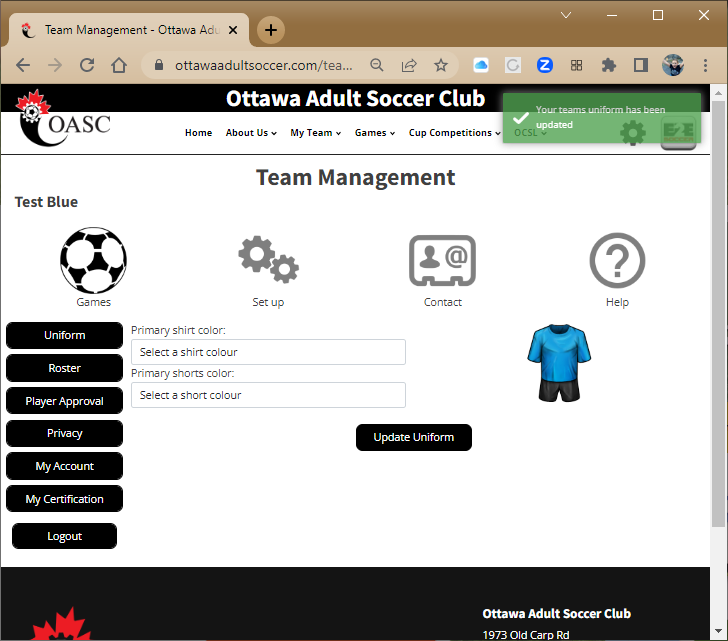 Team Management - Ottawa Adu
ottawaadultsoccer.com/tea...
Ottawa Adult Soccer Club
Your teams uniform has been
updated
OASC
Home
About Us
My Team
Games
Cup Competitions
OCSL
Team Management
Test Blue
Games
Set up
Contact
Help
Uniform
Roster
Player Approval
Privacy
My Account
My Certification
Logout
Primary shirt color:
Select a shirt colour
Primary shorts color:
Select a short colour
Update Uniform
Ottawa Adult Soccer Club
1973 Old Carp Rd